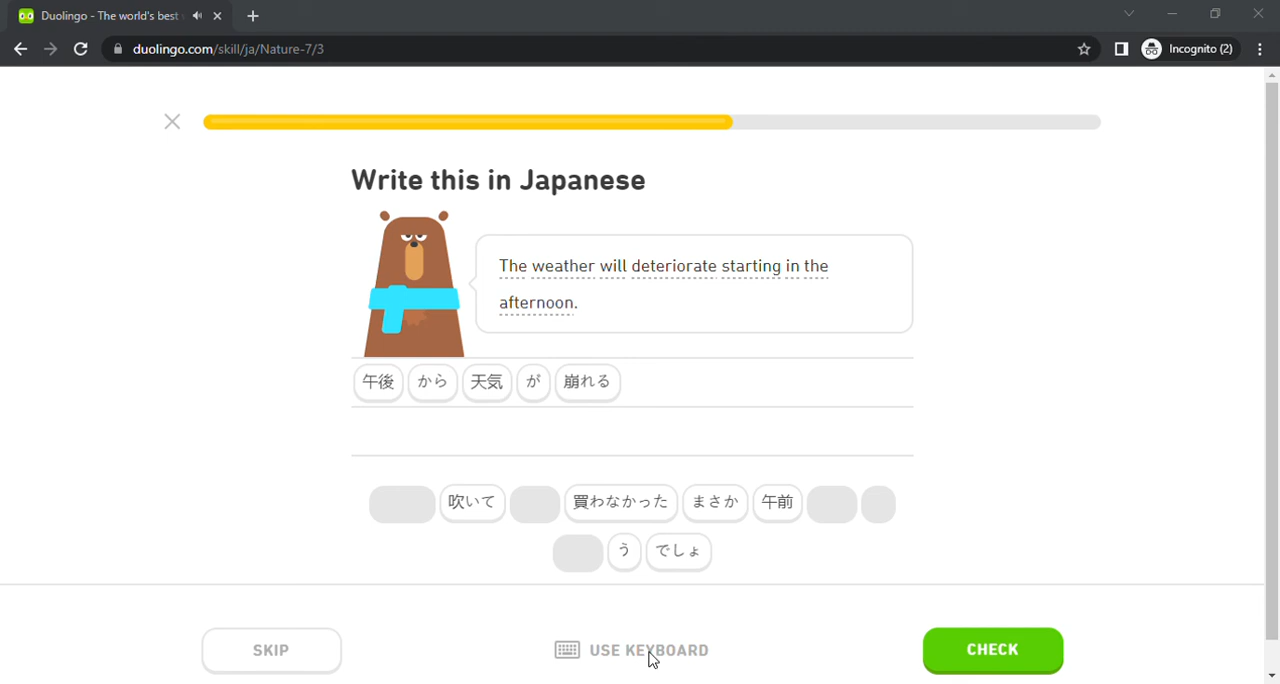 Duolingo - The world's best
duolingo.com/skill/ja/Nature-7/3
Incognito (2)
Write this in Japanese
The weather will deteriorate starting in the
afternoon.
午後 から 天気 が 崩れる
吹いて 買わなかった まさか 午前
う でしょ
SKIP
USE KEYBOARD
CHECK